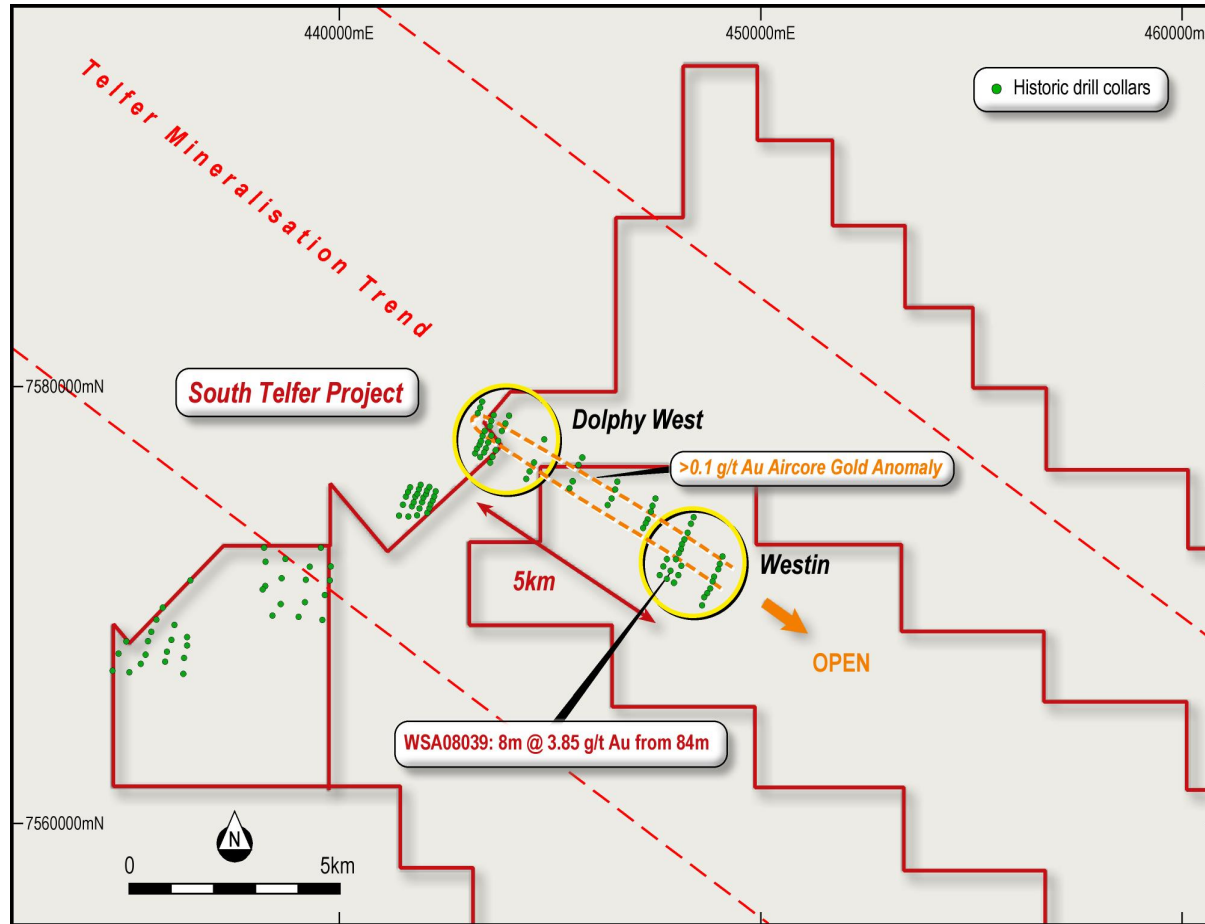 440000mE
450000mE
460000m
Historic drill collars
Telfer Mineralisation Trend
7580000mN
South Telfer Project
Dolphy West
>0.1 g/t Au Aircore Gold Anomaly
5km
Westin
OPEN
WSA08039: 8m @ 3.85 g/t Au from 84m
7560000mN
N
0
5km